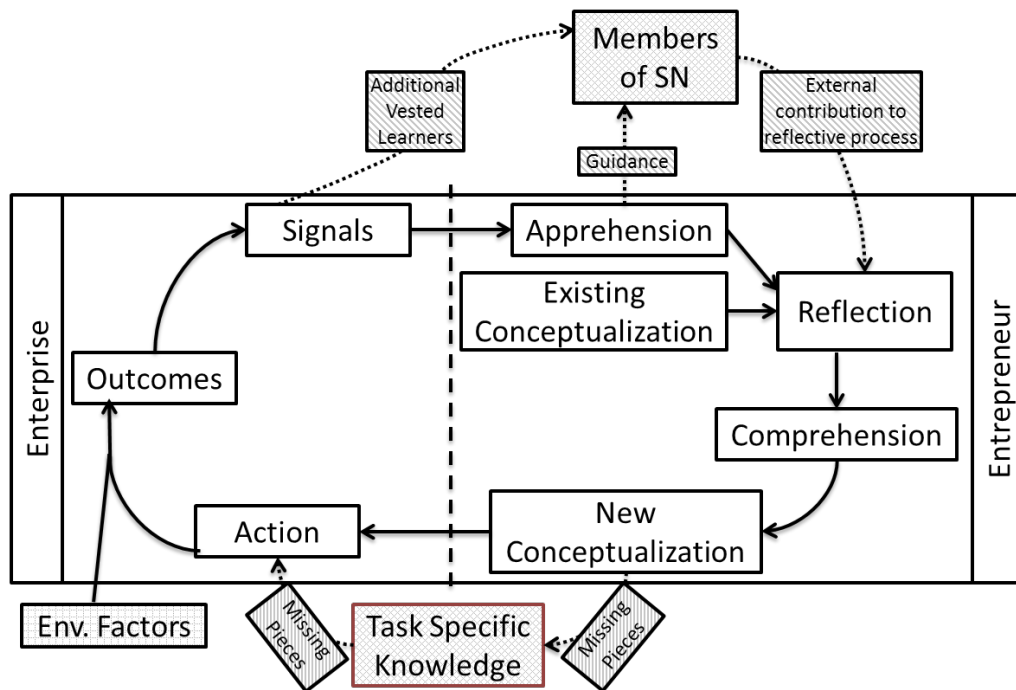 Members
of SN
Additional
Vested
Learners
External
contribution to
reflective process
Guidance
Signals
Apprehension
Existing
Conceptualization
Reflection
Enterprise
Entrepreneur
Outcomes
Comprehension
Action
New
Conceptualization
Env. Factors
Missing
Pieces
Task Specific
Knowledge
Missing
Pieces